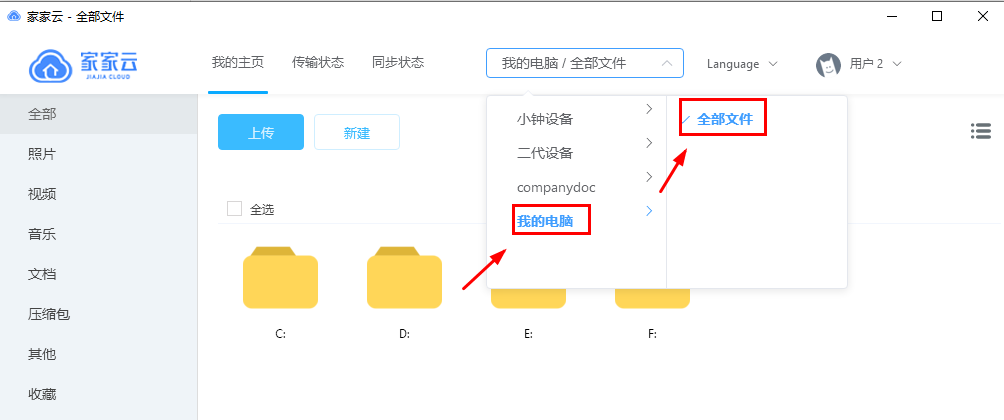 家家云 - 全部文件
家家云
JIAJIA CLOUD
我的主页 传输状态 同步状态 我的电脑 / 全部文件 Language 用户 2
全部
照片
视频
音乐
文档
压缩包
其他
收藏
上传 新建
小钟设备
二代设备
companydoc
我的电脑
全部文件
全选
C: D: E: F: